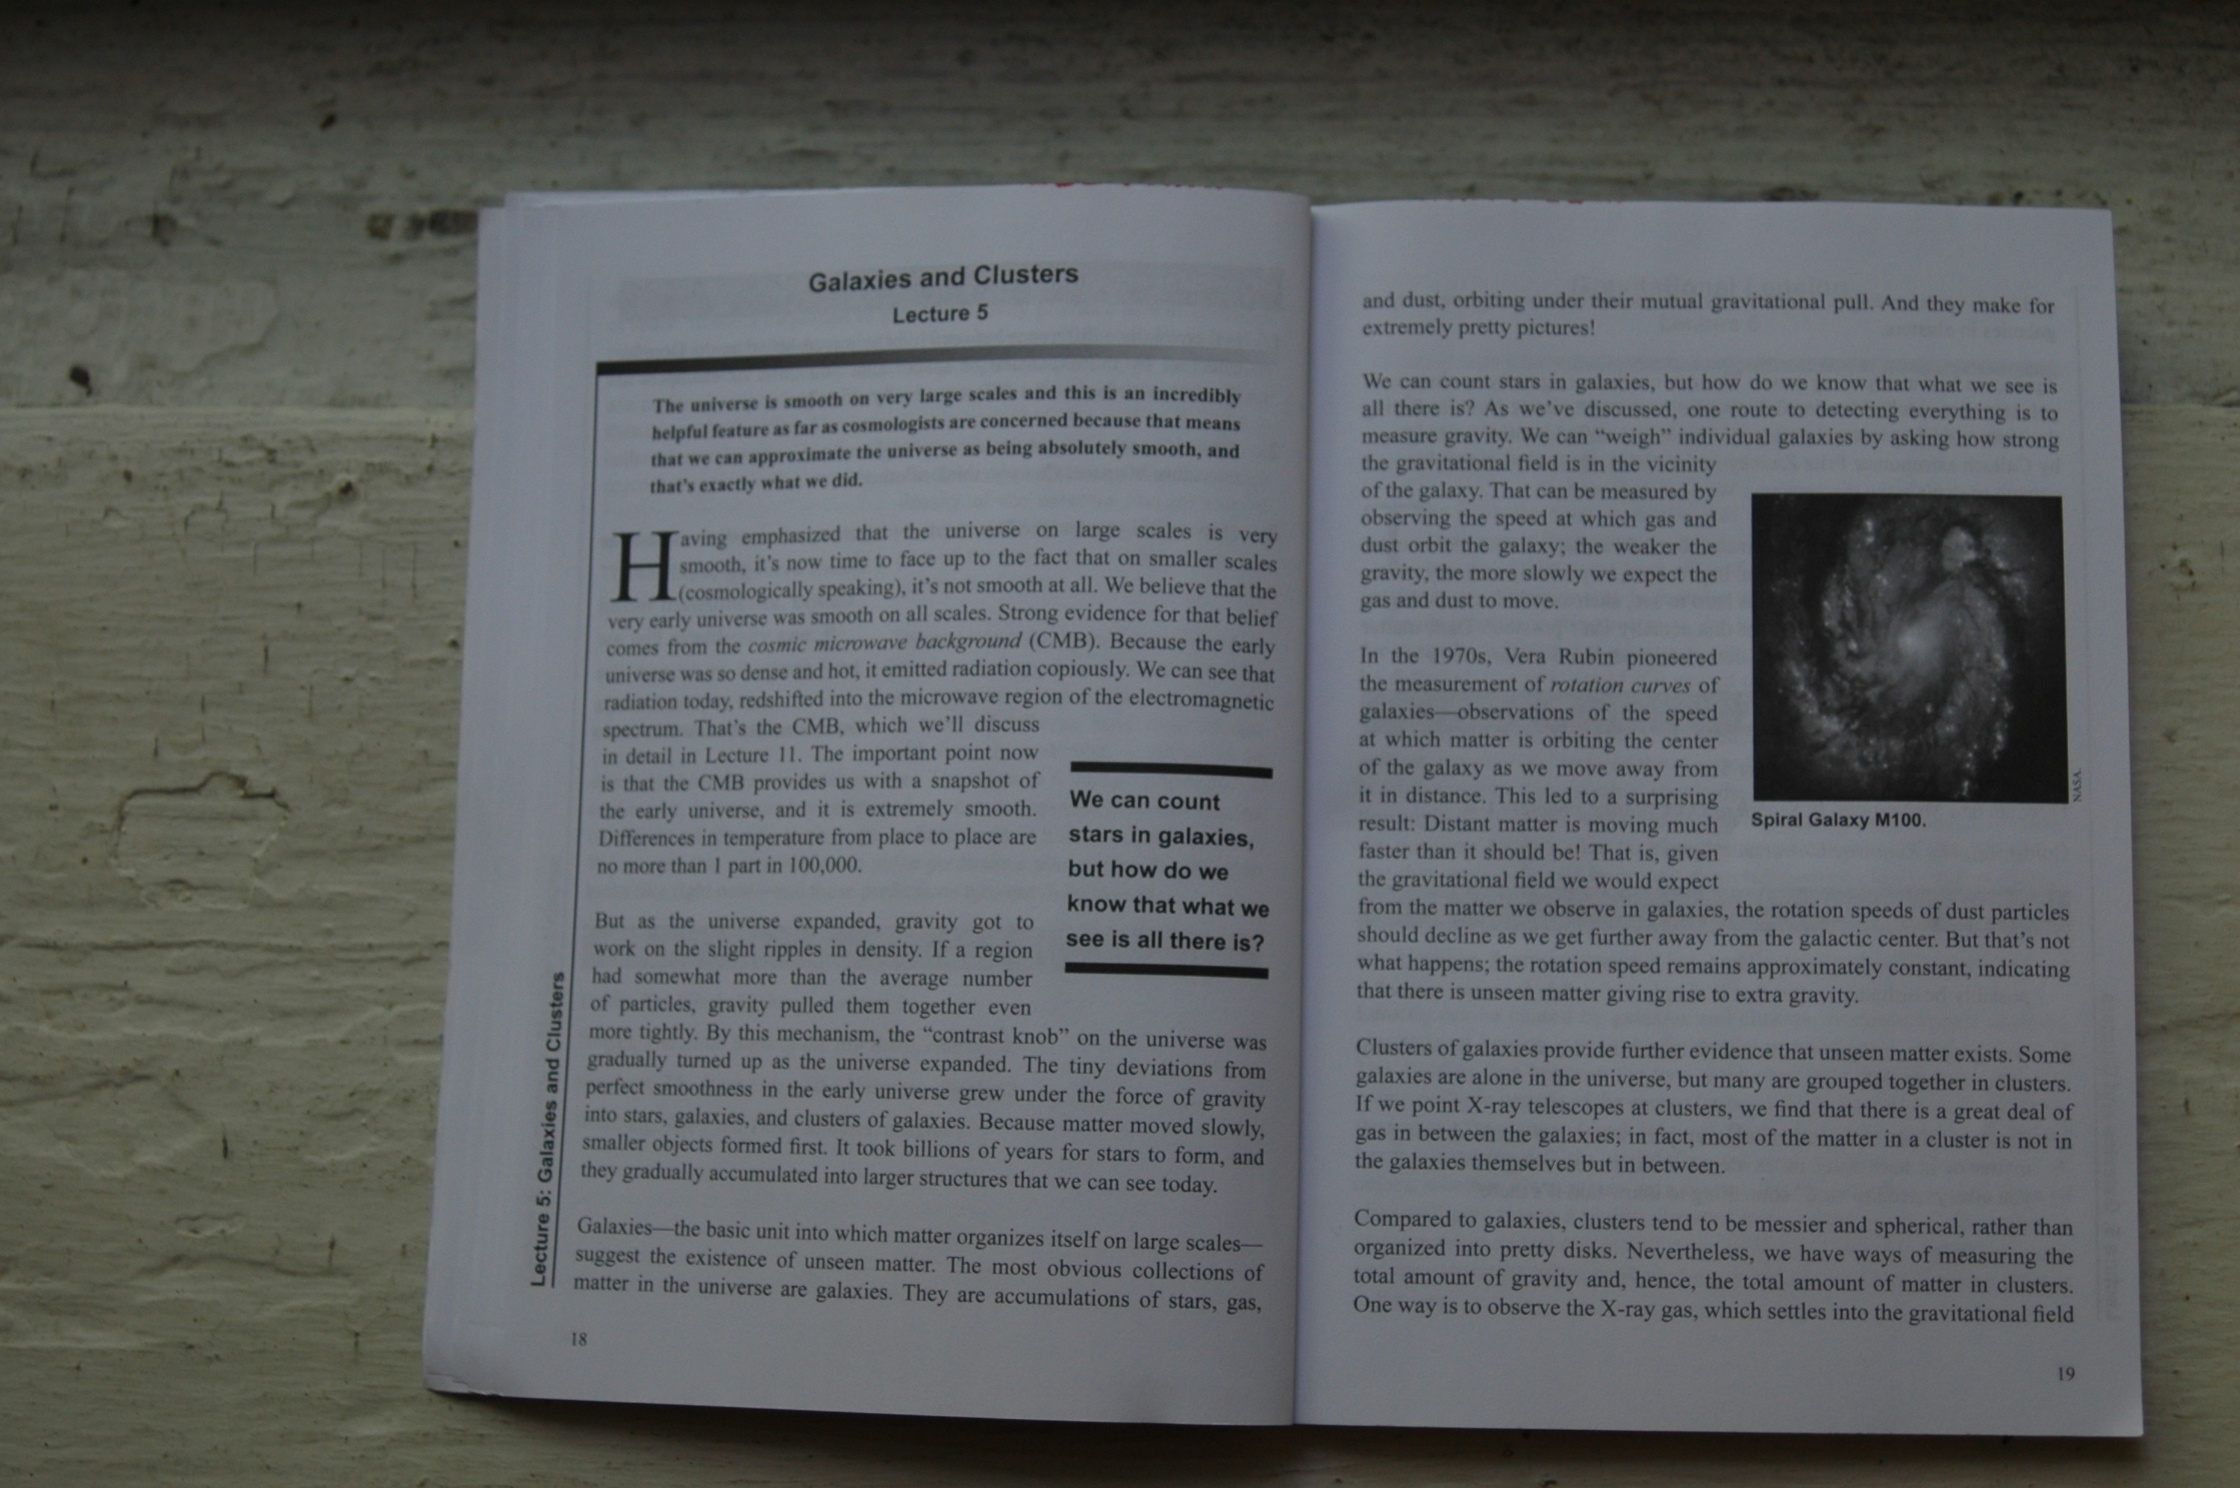 Galaxies and Clusters
Lecture 5
The universe is smooth on very large scales and this is an incredibly
helpful feature as far as cosmologists are concerned because that means
that we can approximate the universe as being absolutely smooth, and
that's exactly what we did.
Having emphasized that the universe on large scales is very
smooth, it's now time to face up to the fact that on smaller scales
(cosmologically speaking), it's not smooth at all. We believe that the
very early universe was smooth on all scales. Strong evidence for that belief
comes from the cosmic microwave background (CMB). Because the early
universe was so dense and hot, it emitted radiation copiously. We can see that
radiation today, redshifted into the microwave region of the electromagnetic
spectrum. That's the CMB, which we'll discuss
in detail in Lecture 11. The important point now
is that the CMB provides us with a snapshot of
the early universe, and it is extremely smooth.
Differences in temperature from place to place are
no more than 1 part in 100,000.
We can count
stars in galaxies,
but how do we
know that what we
see is all there is?
But as the universe expanded, gravity got to
work on the slight ripples in density. If a region
had somewhat more than the average number
of particles, gravity pulled them together even
more tightly. By this mechanism, the “contrast knob” on the universe was
gradually turned up as the universe expanded. The tiny deviations from
perfect smoothness in the early universe grew under the force of gravity
into stars, galaxies, and clusters of galaxies. Because matter moved slowly,
smaller objects formed first. It took billions of years for stars to form, and
they gradually accumulated into larger structures that we can see today.
Galaxies—the basic unit into which matter organizes itself on large scales—
suggest the existence of unseen matter. The most obvious collections of
matter in the universe are galaxies. They are accumulations of stars, gas,
Lecture 5: Galaxies and Clusters
18
and dust, orbiting under their mutual gravitational pull. And they make for
extremely pretty pictures!
We can count stars in galaxies, but how do we know that what we see is
all there is? As we've discussed, one route to detecting everything is to
measure gravity. We can “weigh” individual galaxies by asking how strong
the gravitational field is in the vicinity
of the galaxy. That can be measured by
observing the speed at which gas and
dust orbit the galaxy; the weaker the
gravity, the more slowly we expect the
gas and dust to move.
NASA.
Spiral Galaxy M100.
In the 1970s, Vera Rubin pioneered
the measurement of rotation curves of
galaxies—observations of the speed
at which matter is orbiting the center
of the galaxy as we move away from
it in distance. This led to a surprising
result: Distant matter is moving much
faster than it should be! That is, given
the gravitational field we would expect
from the matter we observe in galaxies, the rotation speeds of dust particles
should decline as we get further away from the galactic center. But that's not
what happens; the rotation speed remains approximately constant, indicating
that there is unseen matter giving rise to extra gravity.
Clusters of galaxies provide further evidence that unseen matter exists. Some
galaxies are alone in the universe, but many are grouped together in clusters.
If we point X-ray telescopes at clusters, we find that there is a great deal of
gas in between the galaxies; in fact, most of the matter in a cluster is not in
the galaxies themselves but in between.
Compared to galaxies, clusters tend to be messier and spherical, rather than
organized into pretty disks. Nevertheless, we have ways of measuring the
total amount of gravity and, hence, the total amount of matter in clusters.
One way is to observe the X-ray gas, which settles into the gravitational field
19